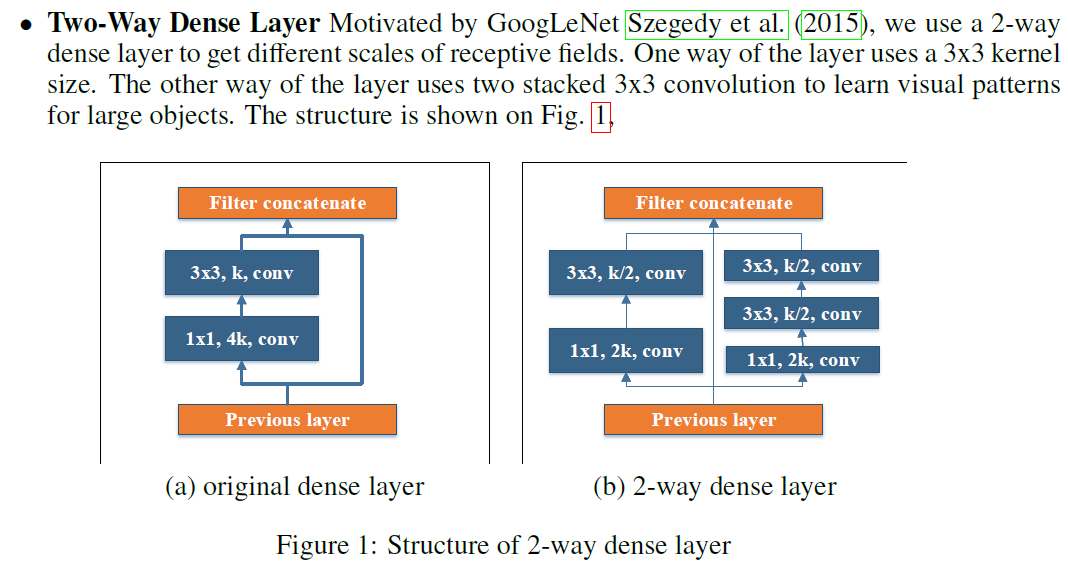 • Two-Way Dense Layer Motivated by GoogLeNet Szegedy et al. (2015), we use a 2-way
dense layer to get different scales of receptive fields. One way of the layer uses a 3x3 kernel
size. The other way of the layer uses two stacked 3x3 convolution to learn visual patterns
for large objects. The structure is shown on Fig. 1,
Filter concatenate
3x3, k, conv
1x1, 4k, conv
Previous layer
(a) original dense layer
Filter concatenate
3x3, k/2, conv
1x1, 2k, conv
3x3, k/2, conv
3x3, k/2, conv
1x1, 2k, conv
Previous layer
(b) 2-way dense layer
Figure 1: Structure of 2-way dense layer